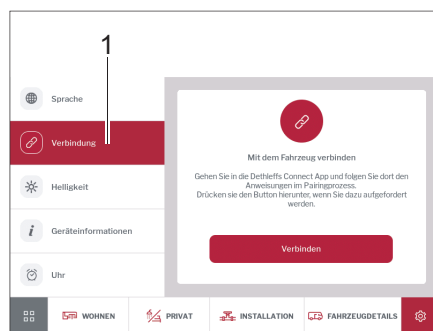 1
Sprache
Verbindung
Helligkeit
Geräteinformationen
Uhr
Mit dem Fahrzeug verbinden
Gehen Sie in die Dethleffs Connect App und folgen Sie dort den
Anweisungen im Pairingprozess.
Drücken sie den Button hierunter, wenn Sie dazu aufgefordert
werden.
Verbinden
WOHNEN PRIVAT INSTALLATION FAHRZEUGDETAILS